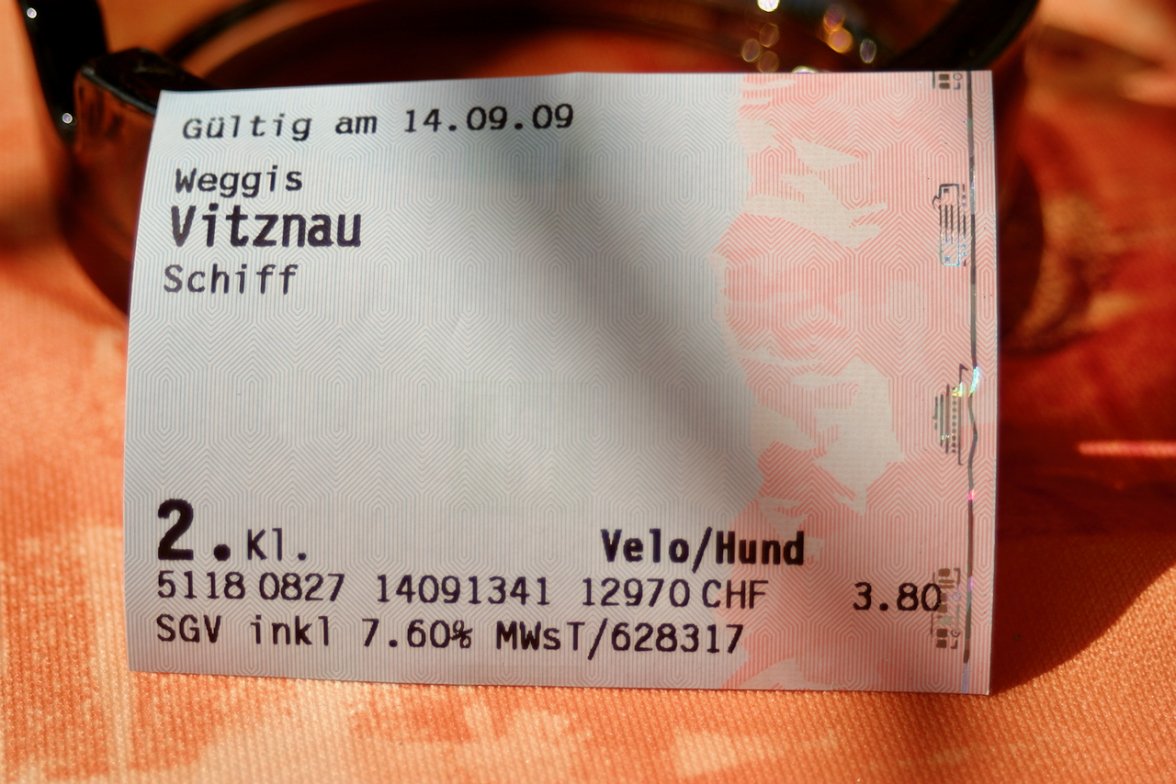 Gültig am 14.09.09
Weggis
Vitznau
Schiff
2. Kl. Velo/Hund
5118 0827 14091341 12970 CHF 3.80
SGV inkl 7.60% MWsT/628317